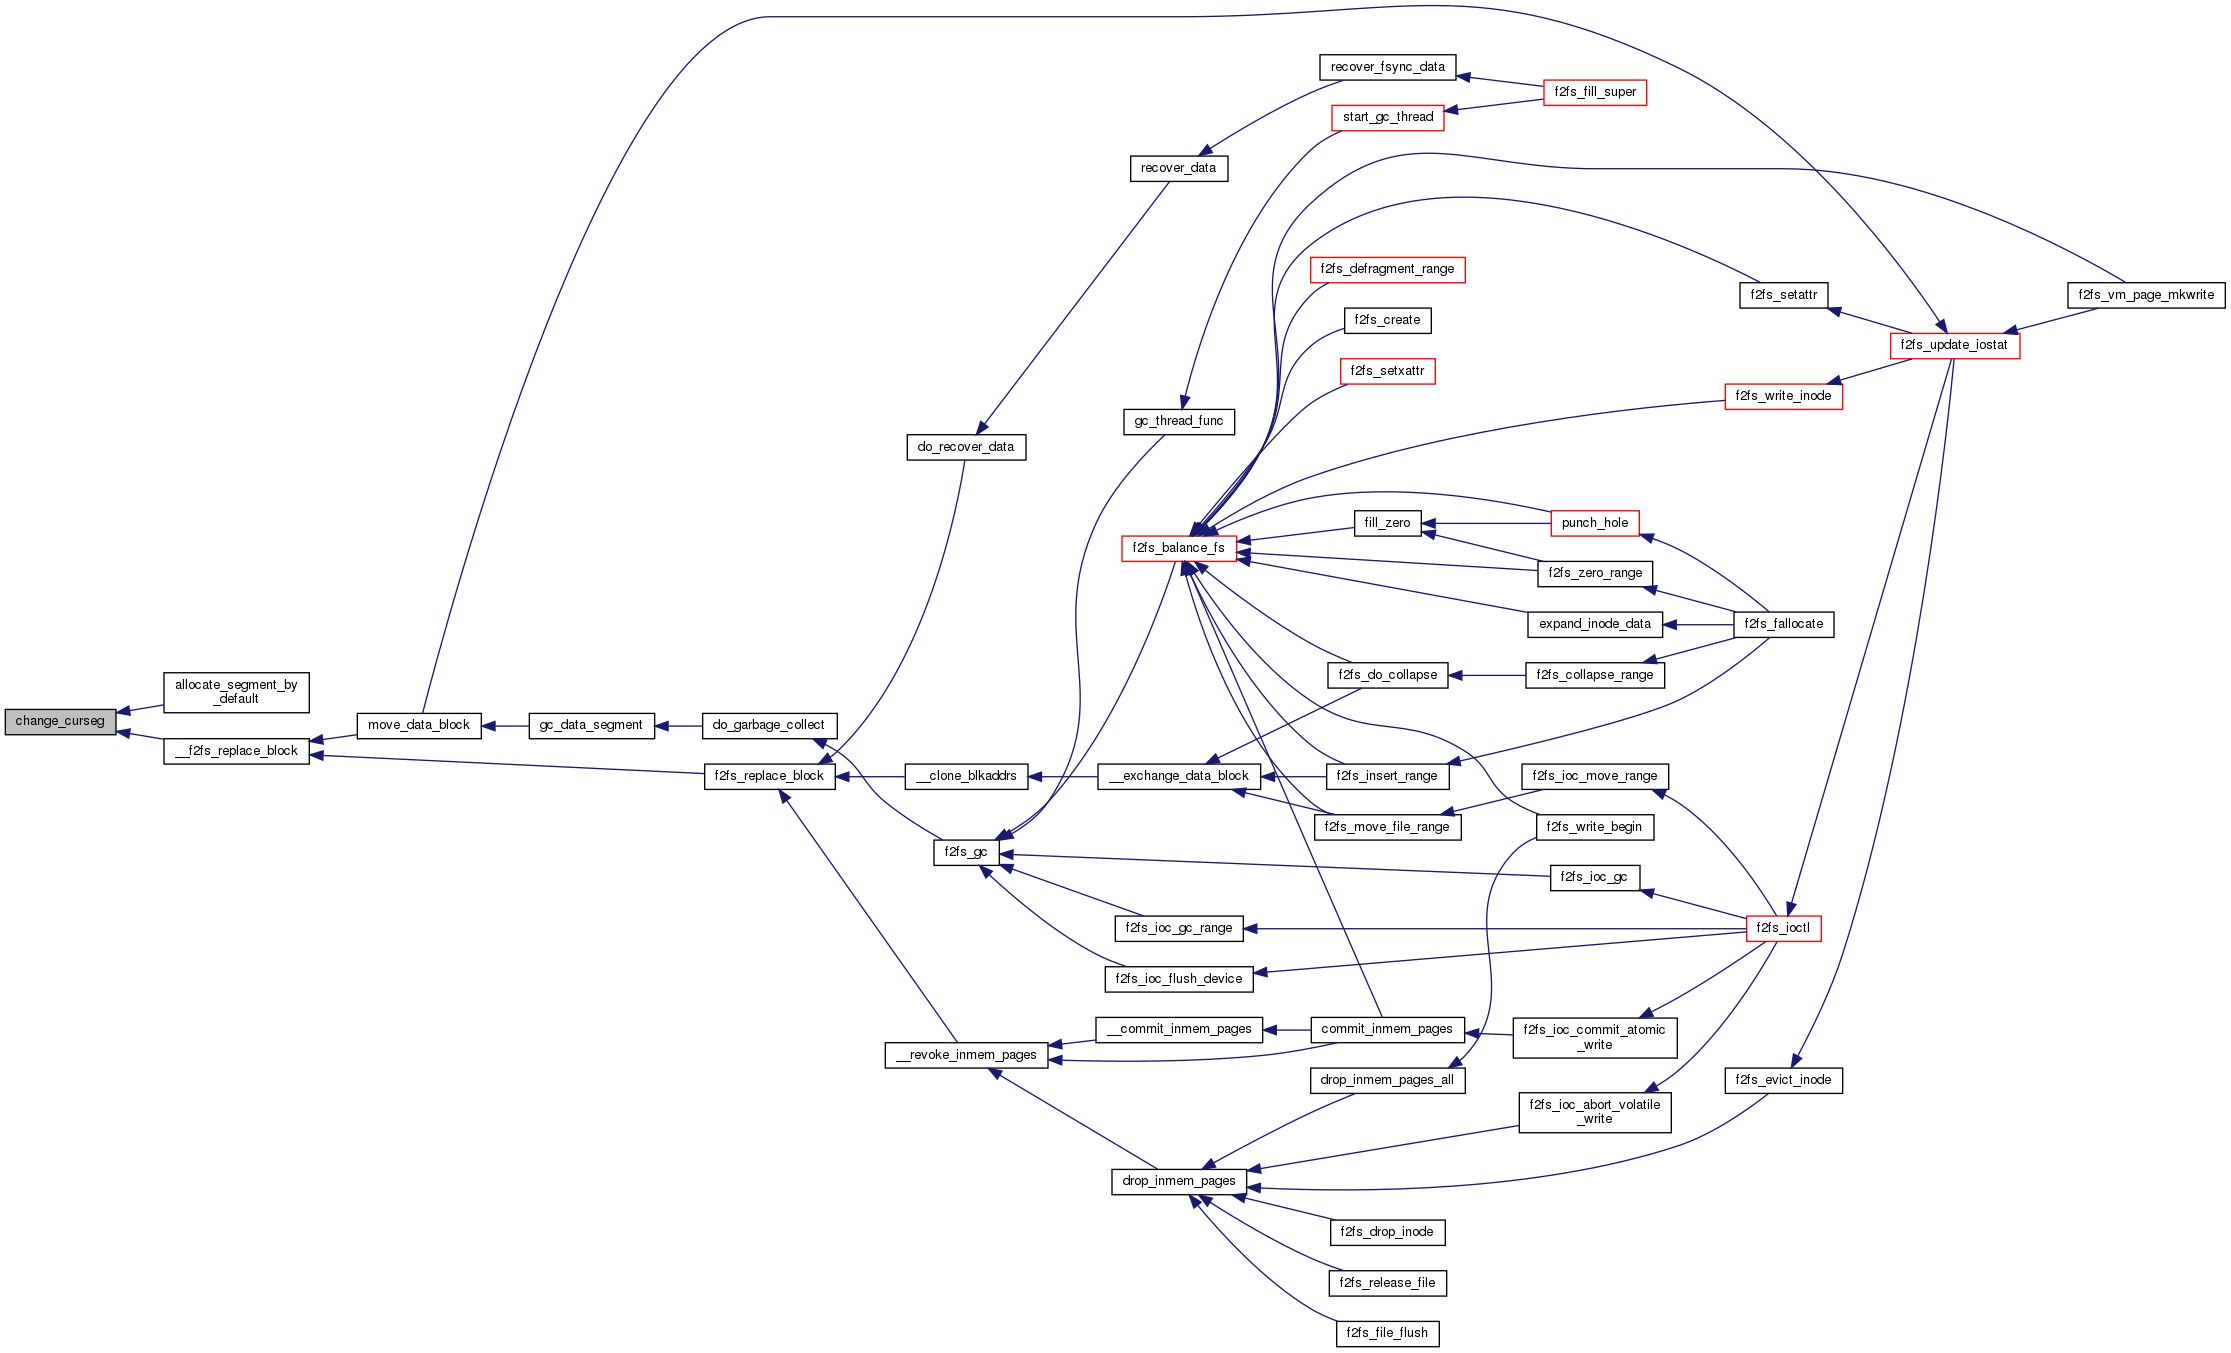 change_curseg
allocate_segment_by
_default
__f2fs_replace_block
move_data_block
gc_data_segment
do_garbage_collect
f2fs_replace_block
do_recover_data
__clone_blkaddrs
f2fs_gc
__revoke_inmem_pages
recover_data
gc_thread_func
f2fs_balance_fs
__exchange_data_block
f2fs_ioc_gc_range
f2fs_ioc_flush_device
__commit_inmem_pages
drop_inmem_pages
recover_fsync_data
start_gc_thread
f2fs_defragment_range
f2fs_create
f2fs_setxattr
fill_zero
f2fs_do_collapse
f2fs_insert_range
f2fs_move_file_range
commit_inmem_pages
drop_inmem_pages_all
f2fs_drop_inode
f2fs_release_file
f2fs_file_flush
f2fs_fill_super
punch_hole
f2fs_zero_range
expand_inode_data
f2fs_collapse_range
f2fs_ioc_move_range
f2fs_write_begin
f2fs_ioc_gc
f2fs_ioc_commit_atomic
_write
f2fs_ioc_abort_volatile
_write
f2fs_setattr
f2fs_write_inode
f2fs_fallocate
f2fs_ioctl
f2fs_evict_inode
f2fs_update_iostat
f2fs_vm_page_mkwrite